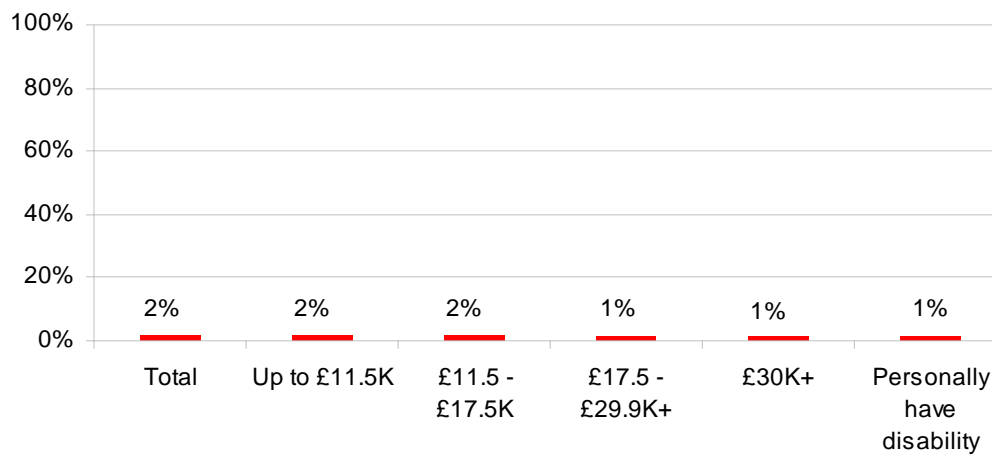 100%
80%
60%
40%
20%
0%
2%
2%
2%
1%
1%
1%
Total
Up to £11.5K
£11.5 -
£17.5K
£17.5 -
£29.9K+
£30K+
Personally
have
disability